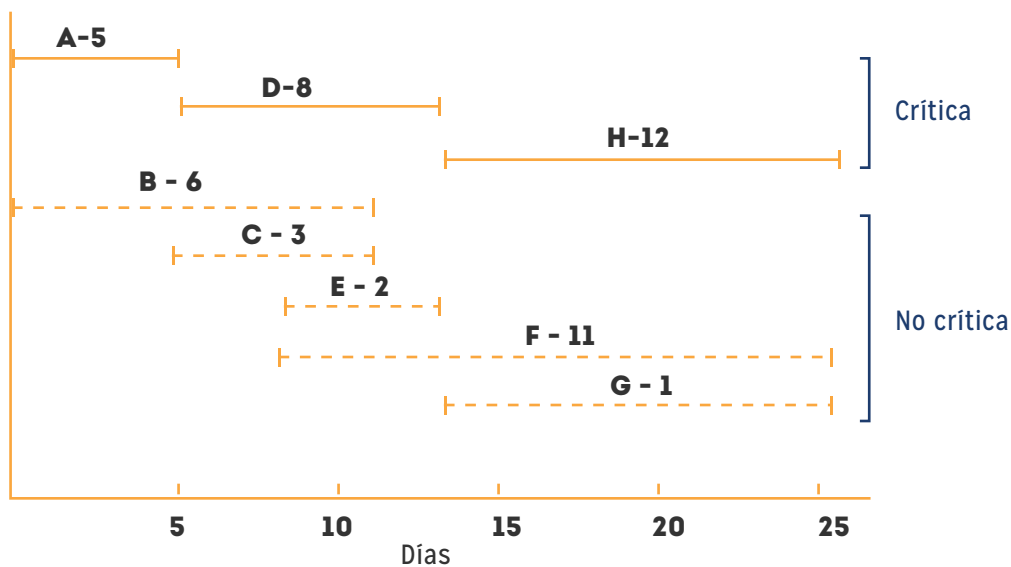 A-5
D-8
Crítica
H-12
B - 6
C - 3
E - 2
No crítica
F - 11
G - 1
5 10 15 20 25
Días